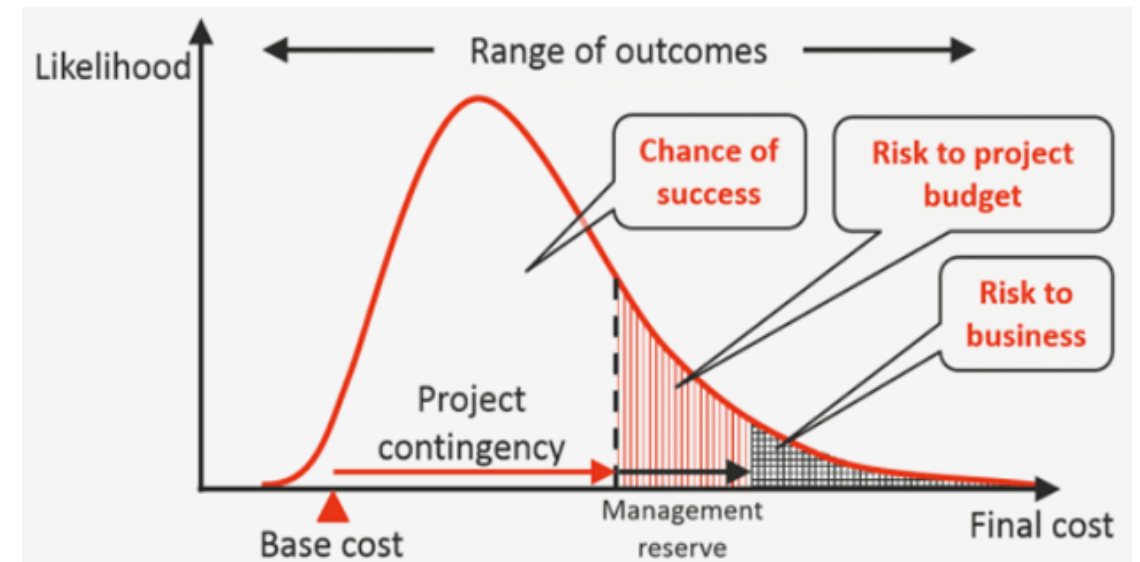 Likelihood
Range of outcomes
Chance of
success
Risk to project
budget
Risk to
business
Project
contingency
Management
reserve
Base cost
Final cost